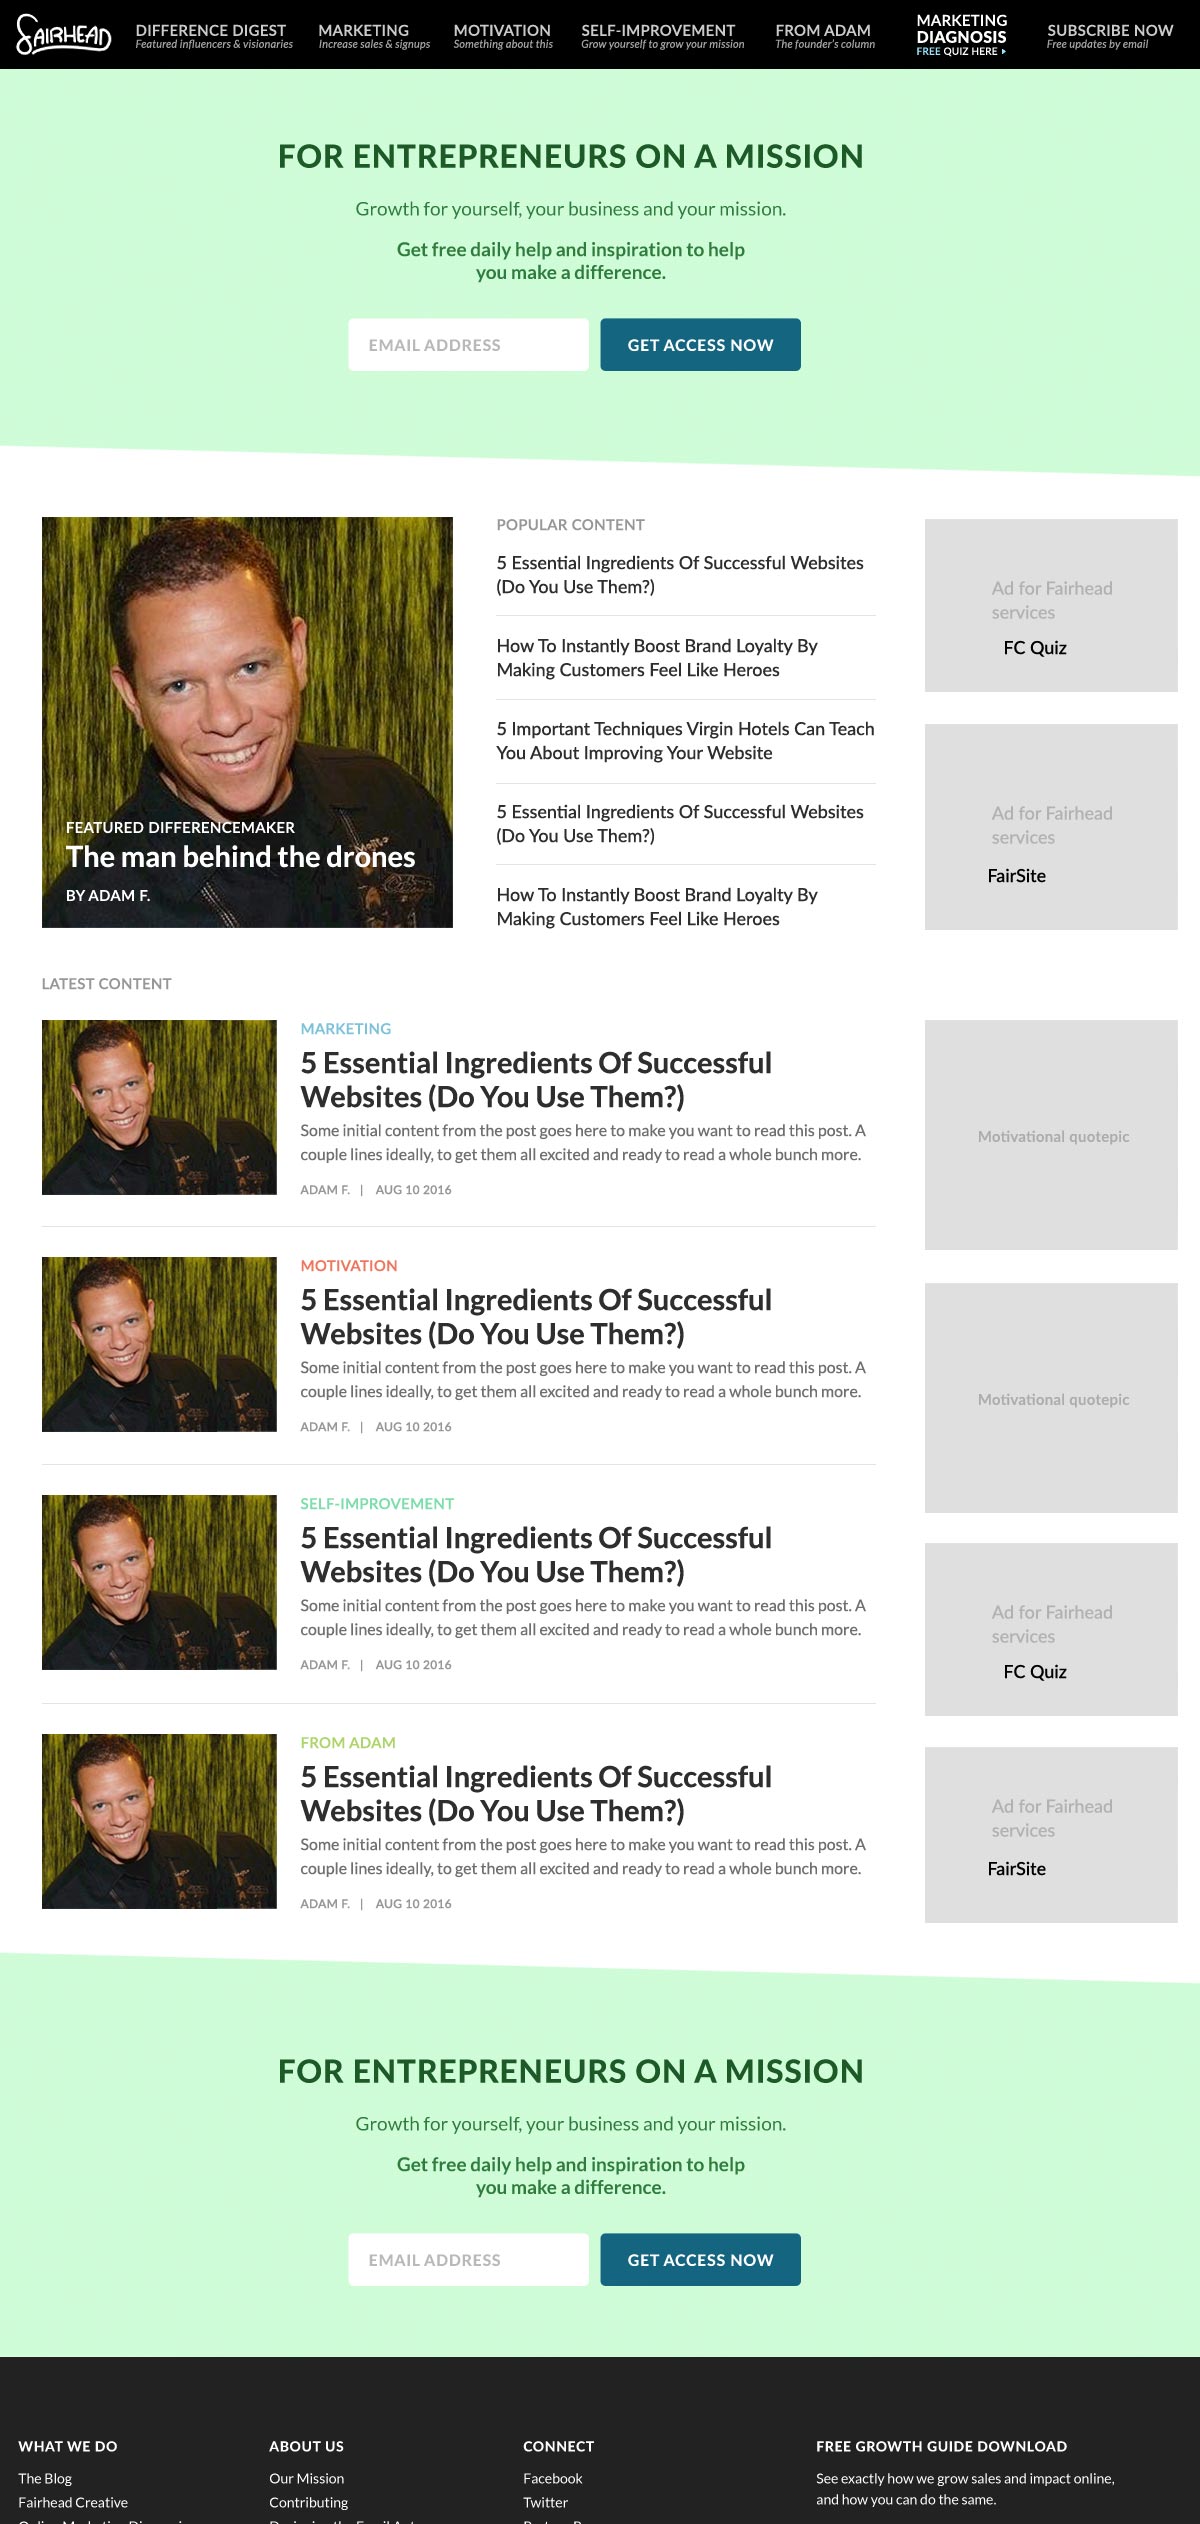 FAIRHEAD
DIFFERENCE DIGEST
Featured influencers & visionaries
MARKETING
Increase sales & signups
MOTIVATION
Something about this
SELF-IMPROVEMENT
Grow yourself to grow your mission
FROM ADAM
The founder's column
MARKETING
DIAGNOSIS
FREE QUIZ HERE
SUBSCRIBE NOW
Free updates by email
FOR ENTREPRENEURS ON A MISSION
Growth for yourself, your business and your mission.
Get free daily help and inspiration to help
you make a difference.
EMAIL ADDRESS
GET ACCESS NOW
FEATURED DIFFERENCEMAKER
The man behind the drones
BY ADAM F.
POPULAR CONTENT
5 Essential Ingredients Of Successful Websites
(Do You Use Them?)
How To Instantly Boost Brand Loyalty By
Making Customers Feel Like Heroes
5 Important Techniques Virgin Hotels Can Teach
You About Improving Your Website
5 Essential Ingredients Of Successful Websites
(Do You Use Them?)
How To Instantly Boost Brand Loyalty By
Making Customers Feel Like Heroes
Ad for Fairhead
services
FC Quiz
Ad for Fairhead
services
FairSite
LATEST CONTENT
MARKETING
5 Essential Ingredients Of Successful
Websites (Do You Use Them?)
Some initial content from the post goes here to make you want to read this post. A
couple lines ideally, to get them all excited and ready to read a whole bunch more.
ADAM F. | AUG 10 2016
MOTIVATION
5 Essential Ingredients Of Successful
Websites (Do You Use Them?)
Some initial content from the post goes here to make you want to read this post. A
couple lines ideally, to get them all excited and ready to read a whole bunch more.
ADAM F. | AUG 10 2016
SELF-IMPROVEMENT
5 Essential Ingredients Of Successful
Websites (Do You Use Them?)
Some initial content from the post goes here to make you want to read this post. A
couple lines ideally, to get them all excited and ready to read a whole bunch more.
ADAM F. | AUG 10 2016
FROM ADAM
5 Essential Ingredients Of Successful
Websites (Do You Use Them?)
Some initial content from the post goes here to make you want to read this post. A
couple lines ideally, to get them all excited and ready to read a whole bunch more.
ADAM F. | AUG 10 2016
Motivational quotepic
Motivational quotepic
Ad for Fairhead
services
FC Quiz
Ad for Fairhead
services
FairSite
FOR ENTREPRENEURS ON A MISSION
Growth for yourself, your business and your mission.
Get free daily help and inspiration to help
you make a difference.
EMAIL ADDRESS
GET ACCESS NOW
WHAT WE DO
The Blog
Fairhead Creative
ABOUT US
Our Mission
Contributing
CONNECT
Facebook
Twitter
FREE GROWTH GUIDE DOWNLOAD
See exactly how we grow sales and impact online,
and how you can do the same.